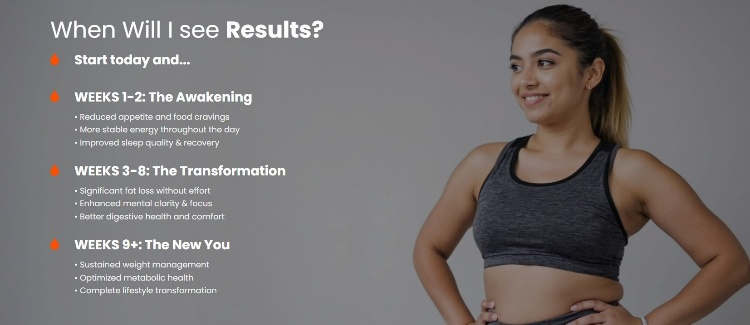 When Will I see Results?
Start today and...
WEEKS 1-2: The Awakening
• Reduced appetite and food cravings
• More stable energy throughout the day
• Improved sleep quality & recovery
WEEKS 3-8: The Transformation
• Significant fat loss without effort
• Enhanced mental clarity & focus
• Better digestive health and comfort
WEEKS 9+: The New You
• Sustained weight management
• Optimized metabolic health
• Complete lifestyle transformation